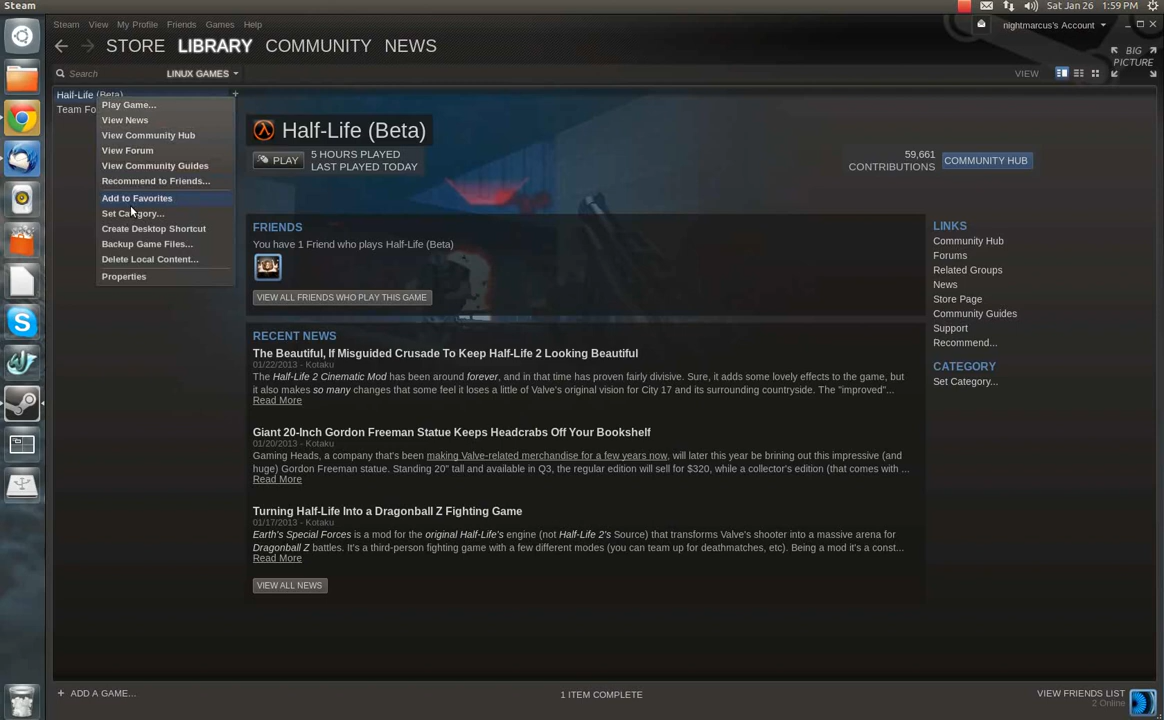 Steam
Sat Jan 26 1:59 PM
Steam View My Profile Friends Games Help
nightmarcus's Account
STORE LIBRARY COMMUNITY NEWS
BIG PICTURE
Search
LINUX GAMES
VIEW
Half-Life (Beta)
+
Team Fo
Play Game...
View News
View Community Hub
View Forum
View Community Guides
Recommend to Friends...
Add to Favorites
Set Category...
Create Desktop Shortcut
Backup Game Files...
Delete Local Content...
Properties
Half-Life (Beta)
PLAY
5 HOURS PLAYED
LAST PLAYED TODAY
59,661
CONTRIBUTIONS
COMMUNITY HUB
FRIENDS
You have 1 Friend who plays Half-Life (Beta)
VIEW ALL FRIENDS WHO PLAY THIS GAME
RECENT NEWS
The Beautiful, If Misguided Crusade To Keep Half-Life 2 Looking Beautiful
01/22/2013 - Kotaku
The Half-Life 2 Cinematic Mod has been around forever, and in that time has proven fairly divisive. Sure, it adds some lovely effects to the game, but
it also makes so many changes that some feel it loses a little of Valve's original vision for City 17 and its surrounding countryside. The "improved"...
Read More
Giant 20-Inch Gordon Freeman Statue Keeps Headcrabs Off Your Bookshelf
01/20/2013 - Kotaku
Gaming Heads, a company that's been making Valve-related merchandise for a few years now, will later this year be brining out this impressive (and
huge) Gordon Freeman statue. Standing 20" tall and available in Q3, the regular edition will sell for $320, while a collector's edition (that comes with ...
Read More
Turning Half-Life Into a Dragonball Z Fighting Game
01/17/2013 - Kotaku
Earth's Special Forces is a mod for the original Half-Life's engine (not Half-Life 2's Source) that transforms Valve's shooter into a massive arena for
Dragonball Z battles. It's a third-person fighting game with a few different modes (you can team up for deathmatches, etc). Being a mod it's a const...
Read More
VIEW ALL NEWS
LINKS
Community Hub
Forums
Related Groups
News
Store Page
Community Guides
Support
Recommend...
CATEGORY
Set Category...
+ ADD A GAME...
1 ITEM COMPLETE
VIEW FRIENDS LIST
2 Online